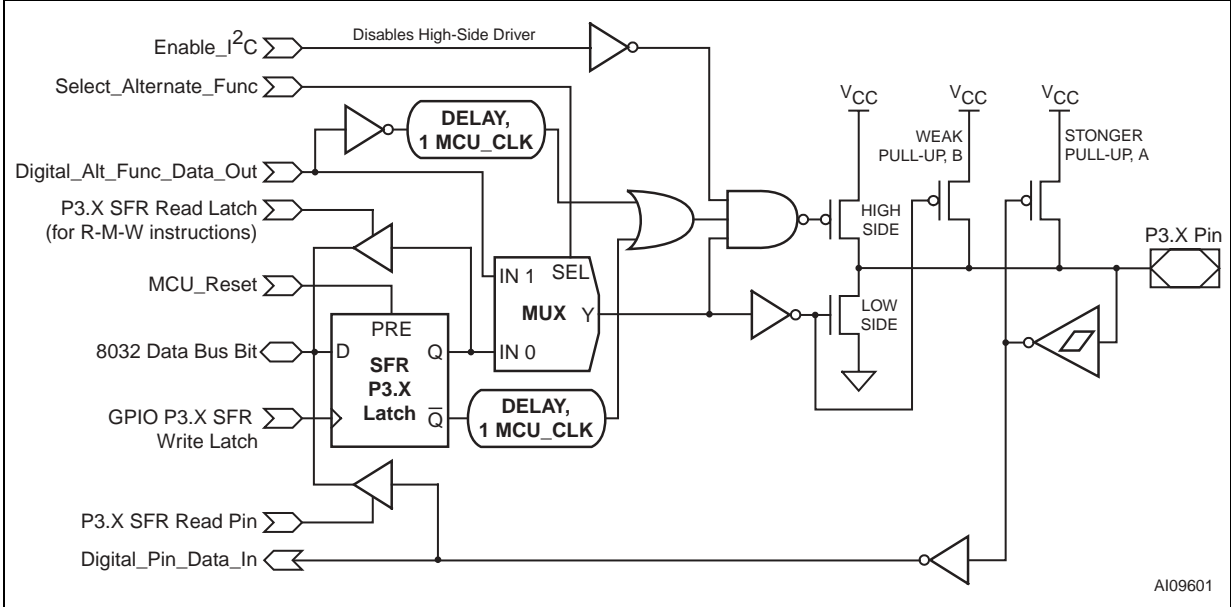 Enable_I2C
Disables High-Side Driver
Select_Alternate_Func
DELAY,
1 MCU_CLK
VCC
VCC
VCC
WEAK
PULL-UP, B
STONGER
PULL-UP, A
Digital_Alt_Func_Data_Out
P3.X SFR Read Latch
(for R-M-W instructions)
HIGH
SIDE
P3.X Pin
MCU_Reset
IN 1
SEL
MUX
Y
IN 0
LOW
SIDE
PRE
8032 Data Bus Bit
D
Q
SFR
P3.X
Latch
Q
DELAY,
1 MCU_CLK
GPIO P3.X SFR
Write Latch
P3.X SFR Read Pin
Digital_Pin_Data_In
AI09601